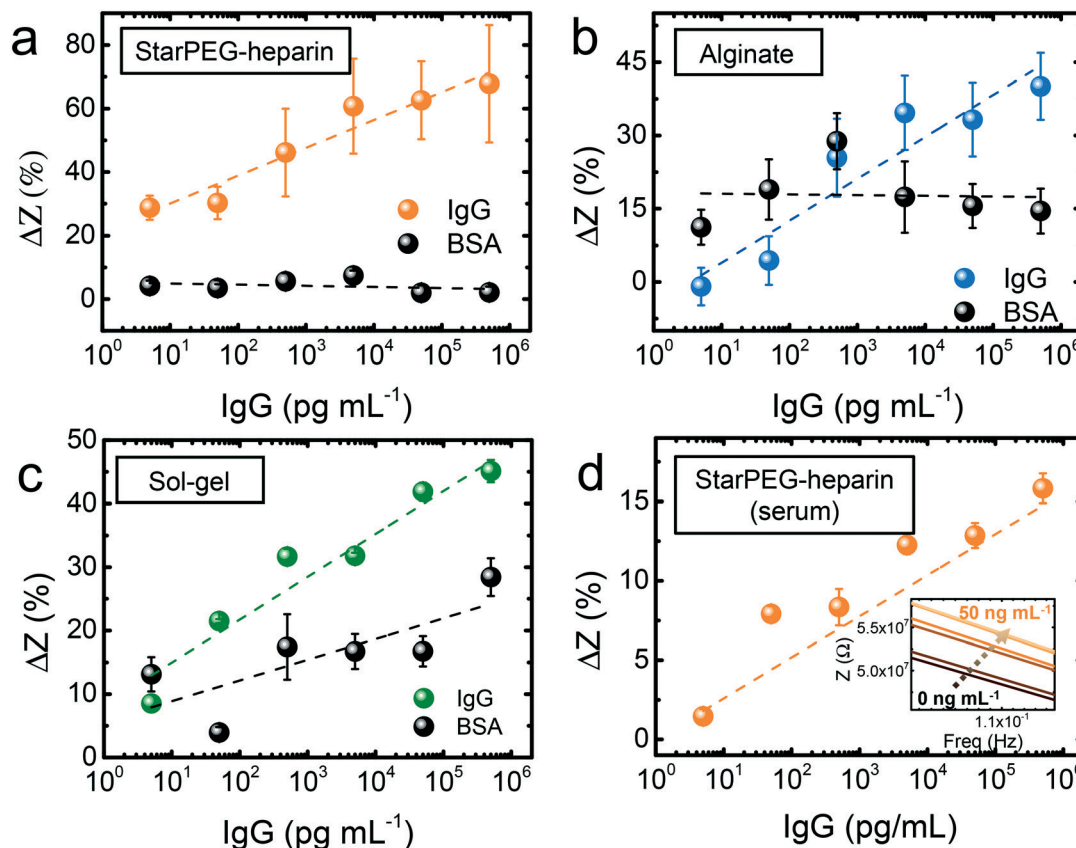 a
StarPEG-heparin
80
60
40
20
0
ΔZ (%)
IgG
BSA
10⁰ 10¹ 10² 10³ 10⁴ 10⁵ 10⁶
IgG (pg mL⁻¹)
b
Alginate
45
30
15
0
ΔZ (%)
IgG
BSA
10⁰ 10¹ 10² 10³ 10⁴ 10⁵ 10⁶
IgG (pg mL⁻¹)
c
Sol-gel
50
40
30
20
10
0
ΔZ (%)
IgG
BSA
10⁰ 10¹ 10² 10³ 10⁴ 10⁵ 10⁶
IgG (pg mL⁻¹)
d
StarPEG-heparin
(serum)
15
10
5
0
ΔZ (%)
50 ng mL⁻¹
5.5x10⁷
5.0x10⁷
Z (Ω)
0 ng mL⁻¹
1.1x10⁻¹
Freq (Hz)
10⁰ 10¹ 10² 10³ 10⁴ 10⁵ 10⁶
IgG (pg/mL)